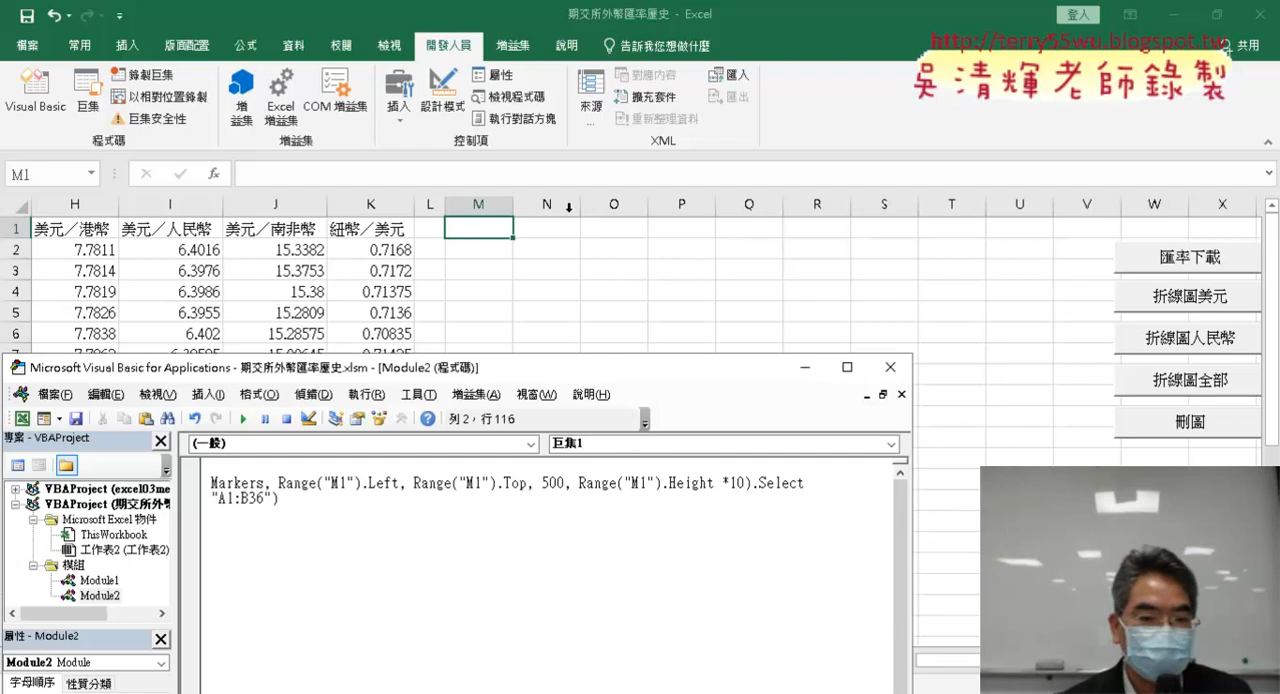 期交所外幣匯率歷史 - Excel
登入
檔案 常用 插入 版面配置 公式 資料 校閱 檢視 開發人員 增益集 說明 告訴我您想做什麼 共用
http://terry55wu.blogspot.tw
吳清輝老師錄製
Visual Basic 巨集 錄製巨集 以相對位置錄製 巨集安全性
增益集 Excel 增益集 COM 增益集
插入 設計模式 屬性 檢視程式碼 執行對話方塊
來源 ... 對應內容 擴充套件 重新整理資料 匯入 匯出
程式碼 增益集 控制項 XML
M1 fx
H I J K L M N O P Q R S T U V W X
1 美元／港幣 美元／人民幣 美元／南非幣 紐幣／美元
2 7.7811 6.4016 15.3382 0.7168
3 7.7814 6.3976 15.3753 0.7172
4 7.7819 6.3986 15.38 0.71375
5 7.7826 6.3955 15.2809 0.7136
6 7.7838 6.402 15.28575 0.70835
匯率下載
折線圖美元
折線圖人民幣
折線圖全部
刪圖
Microsoft Visual Basic for Applications - 期交所外幣匯率歷史.xlsm - [Module2 (程式碼)]
檔案(F) 編輯(E) 檢視(V) 插入(I) 格式(O) 偵錯(D) 執行(R) 工具(T) 增益集(A) 視窗(W) 說明(H)
列 2，行 116
專案 - VBAProject
(一般) 巨集1
Markers, Range("M1").Left, Range("M1").Top, 500, Range("M1").Height *10).Select
"A1:B36")
VBAProject (excel03me
VBAProject (期交所外幣
Microsoft Excel 物件
ThisWorkbook
工作表2 (工作表2)
模組
Module1
Module2
屬性 - Module2
Module2 Module
字母順序 性質分類